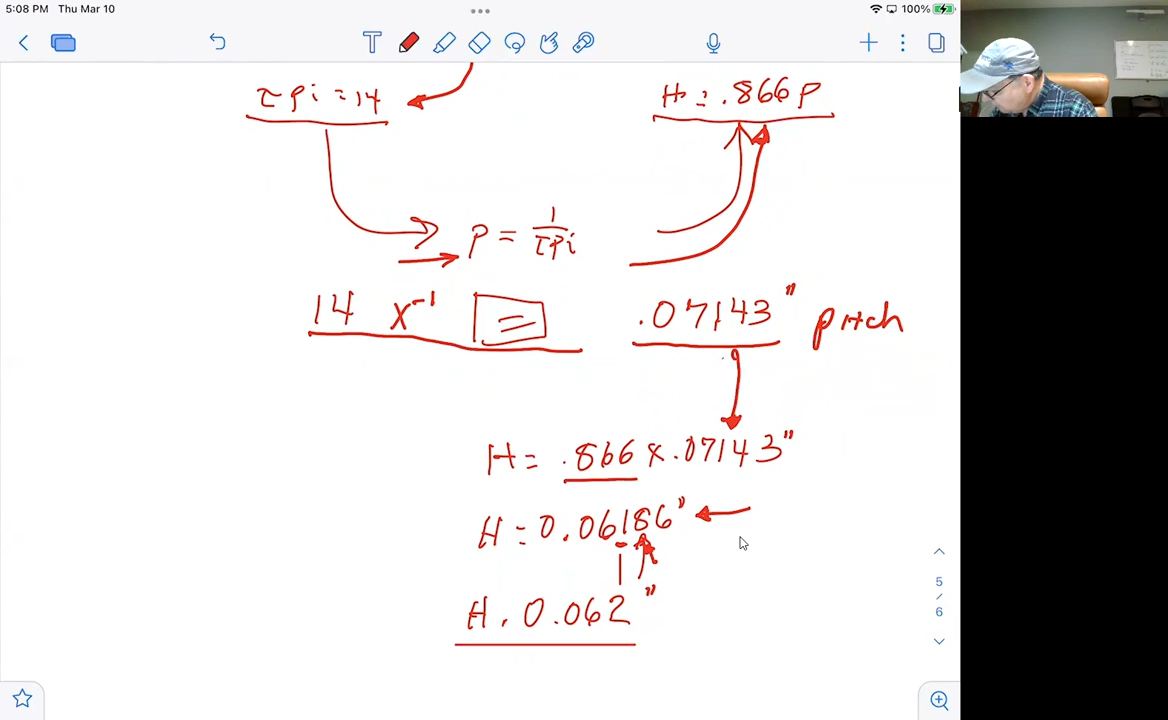 5:08 PM Thu Mar 10
100%
T
TPi = 14
H = .866 P
P = 1/TPi
14 x⁻¹ = .07143" pitch
H = .866 x .07143"
H = 0.06186"
H. 0.062"
5
/
6